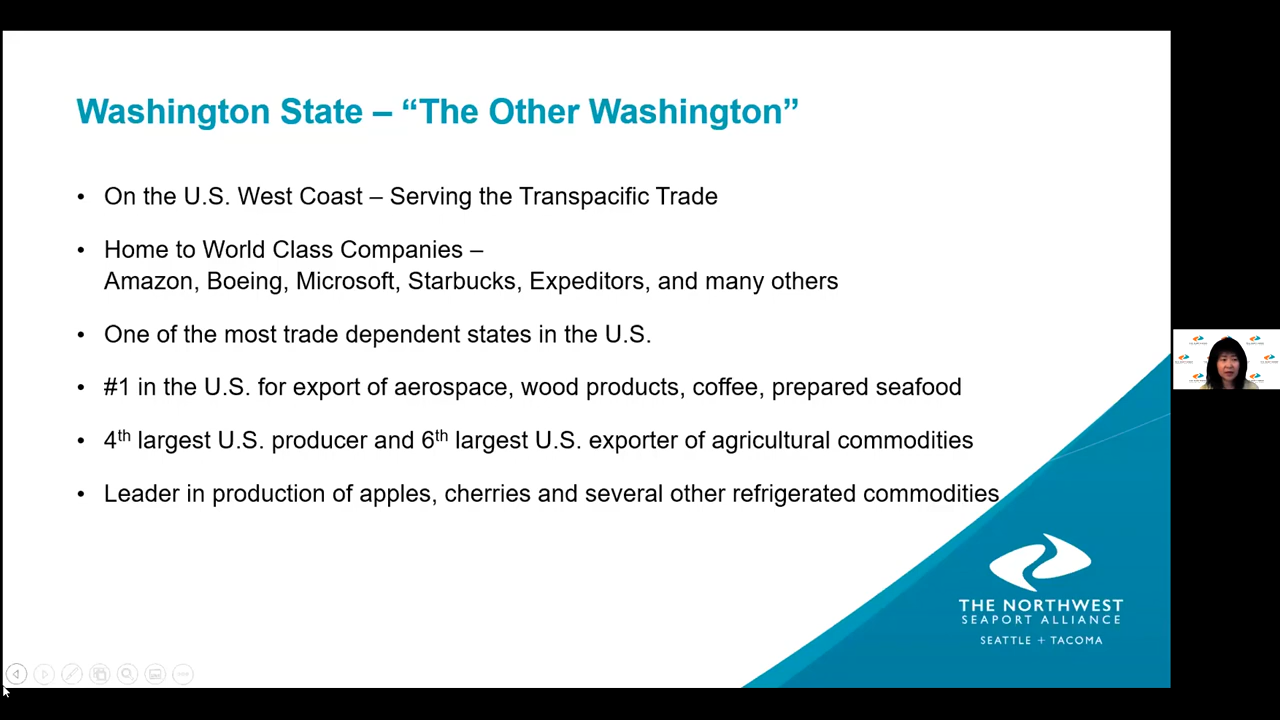 Washington State – “The Other Washington”
• On the U.S. West Coast – Serving the Transpacific Trade
• Home to World Class Companies –
Amazon, Boeing, Microsoft, Starbucks, Expeditors, and many others
• One of the most trade dependent states in the U.S.
• #1 in the U.S. for export of aerospace, wood products, coffee, prepared seafood
• 4th largest U.S. producer and 6th largest U.S. exporter of agricultural commodities
• Leader in production of apples, cherries and several other refrigerated commodities
THE NORTHWEST
SEAPORT ALLIANCE
SEATTLE + TACOMA